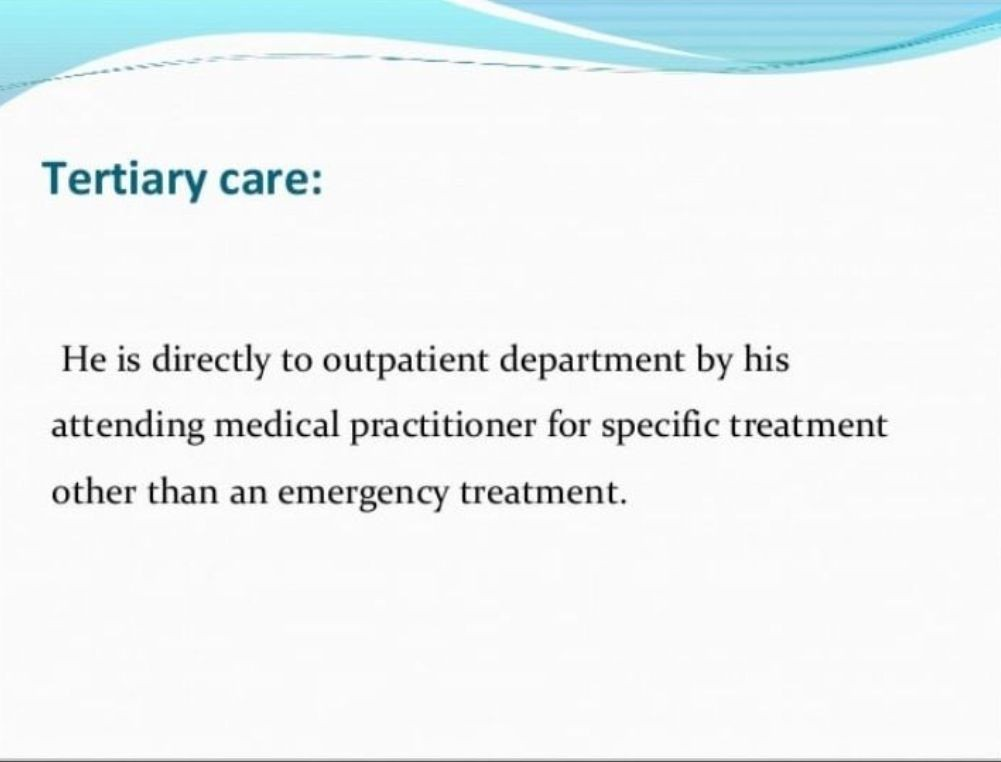 Tertiary care:
He is directly to outpatient department by his
attending medical practitioner for specific treatment
other than an emergency treatment.